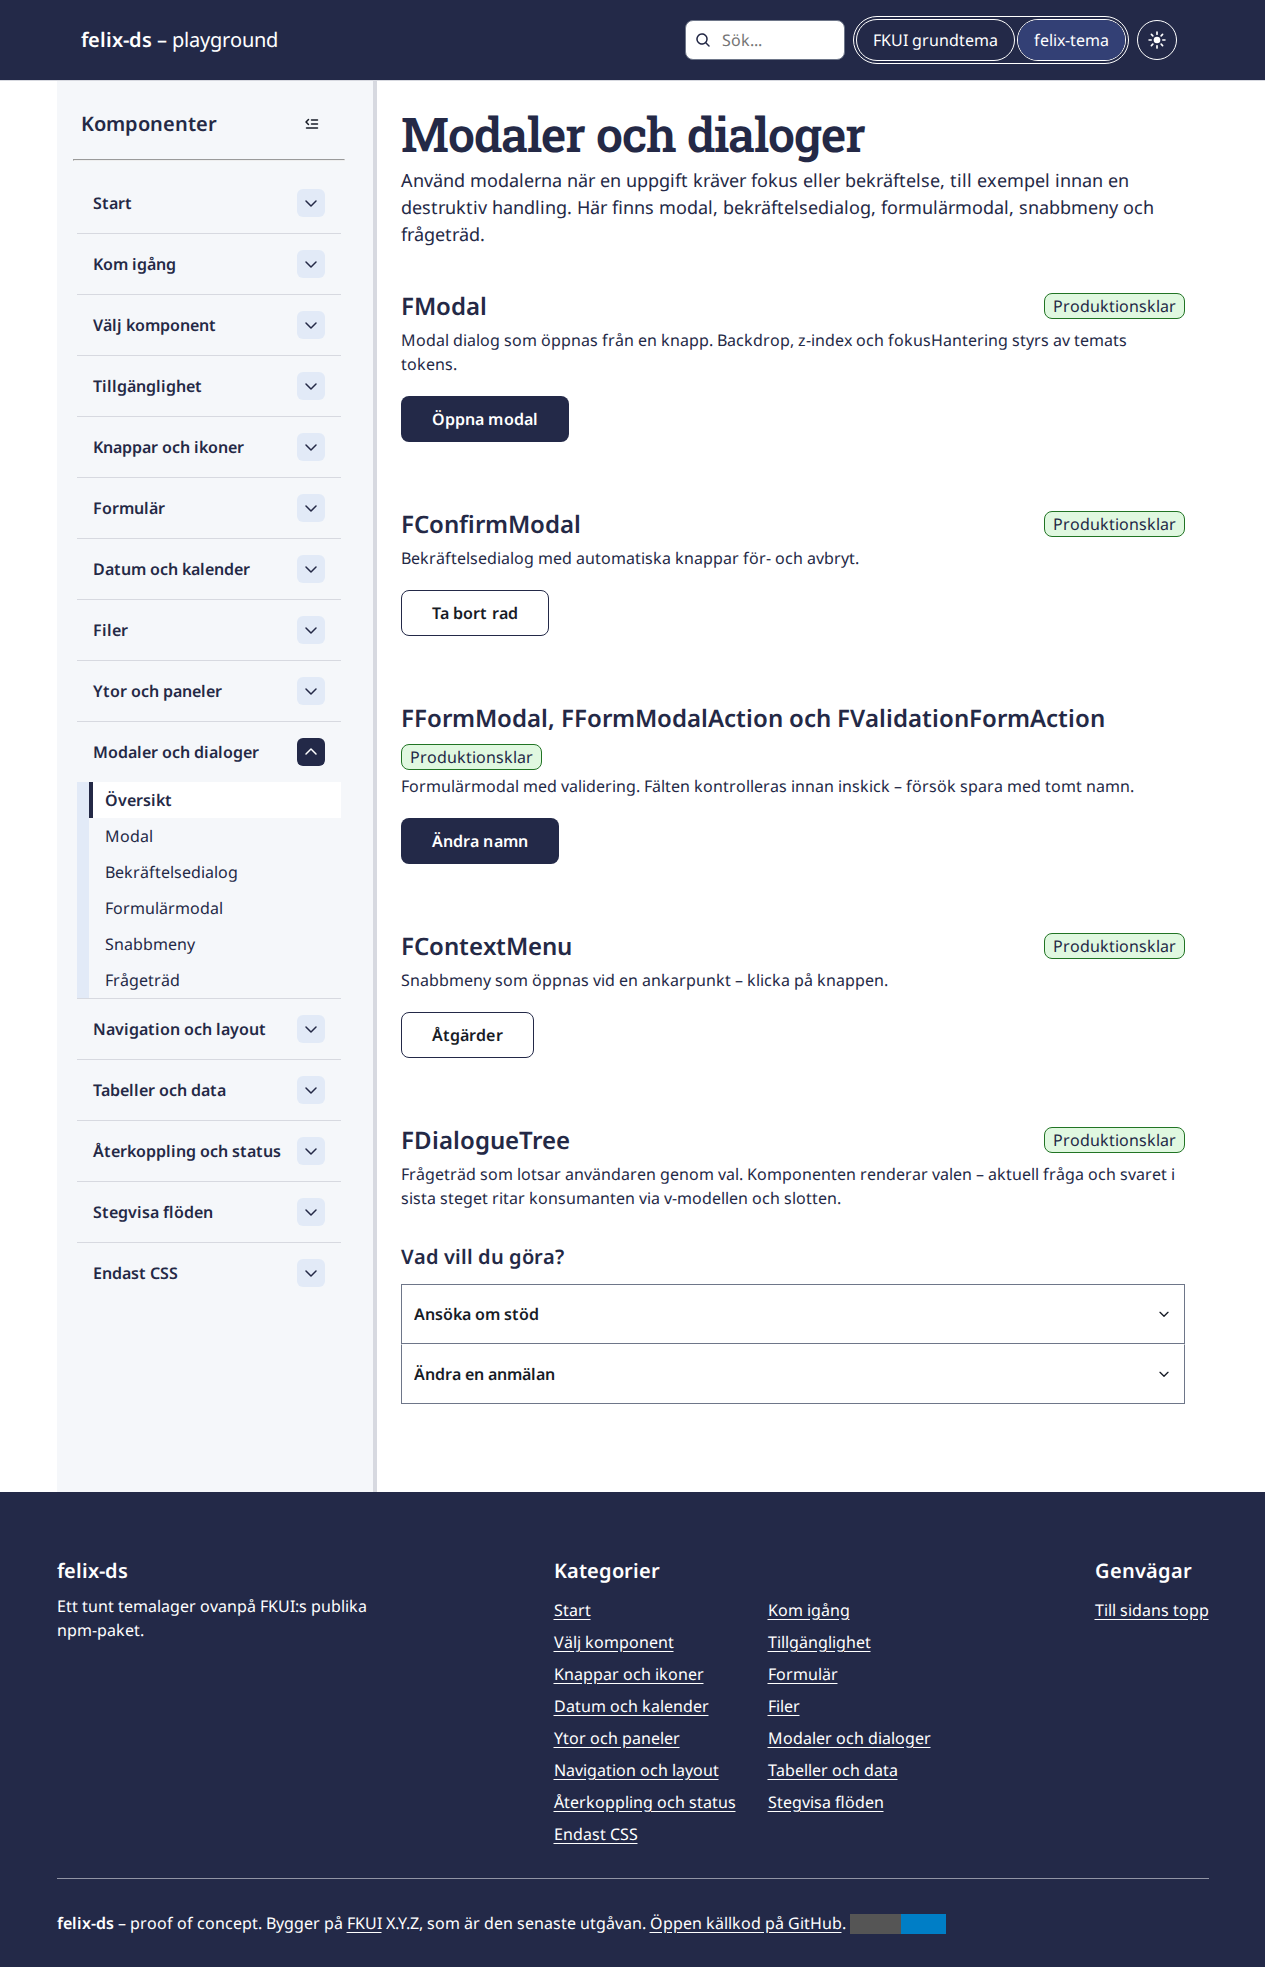 felix-ds – playground
Sök...
FKUI grundtema
felix-tema
Komponenter
Start
Kom igång
Välj komponent
Tillgänglighet
Knappar och ikoner
Formulär
Datum och kalender
Filer
Ytor och paneler
Modaler och dialoger
Översikt
Modal
Bekräftelsedialog
Formulärmodal
Snabbmeny
Frågeträd
Navigation och layout
Tabeller och data
Återkoppling och status
Stegvisa flöden
Endast CSS
Modaler och dialoger
Använd modalerna när en uppgift kräver fokus eller bekräftelse, till exempel innan en
destruktiv handling. Här finns modal, bekräftelsedialog, formulärmodal, snabbmeny och
frågeträd.
FModal
Produktionsklar
Modal dialog som öppnas från en knapp. Backdrop, z-index och fokusHantering styrs av temats
tokens.
Öppna modal
FConfirmModal
Produktionsklar
Bekräftelsedialog med automatiska knappar för- och avbryt.
Ta bort rad
FFormModal, FFormModalAction och FValidationFormAction
Produktionsklar
Formulärmodal med validering. Fälten kontrolleras innan inskick – försök spara med tomt namn.
Ändra namn
FContextMenu
Produktionsklar
Snabbmeny som öppnas vid en ankarpunkt – klicka på knappen.
Åtgärder
FDialogueTree
Produktionsklar
Frågeträd som lotsar användaren genom val. Komponenten renderar valen – aktuell fråga och svaret i
sista steget ritar konsumanten via v-modellen och slotten.
Vad vill du göra?
Ansöka om stöd
Ändra en anmälan
felix-ds
Ett tunt temalager ovanpå FKUI:s publika
npm-paket.
Kategorier
Start
Kom igång
Välj komponent
Tillgänglighet
Knappar och ikoner
Formulär
Datum och kalender
Filer
Ytor och paneler
Modaler och dialoger
Navigation och layout
Tabeller och data
Återkoppling och status
Stegvisa flöden
Endast CSS
Genvägar
Till sidans topp
felix-ds – proof of concept. Bygger på FKUI X.Y.Z, som är den senaste utgåvan. Öppen källkod på GitHub.